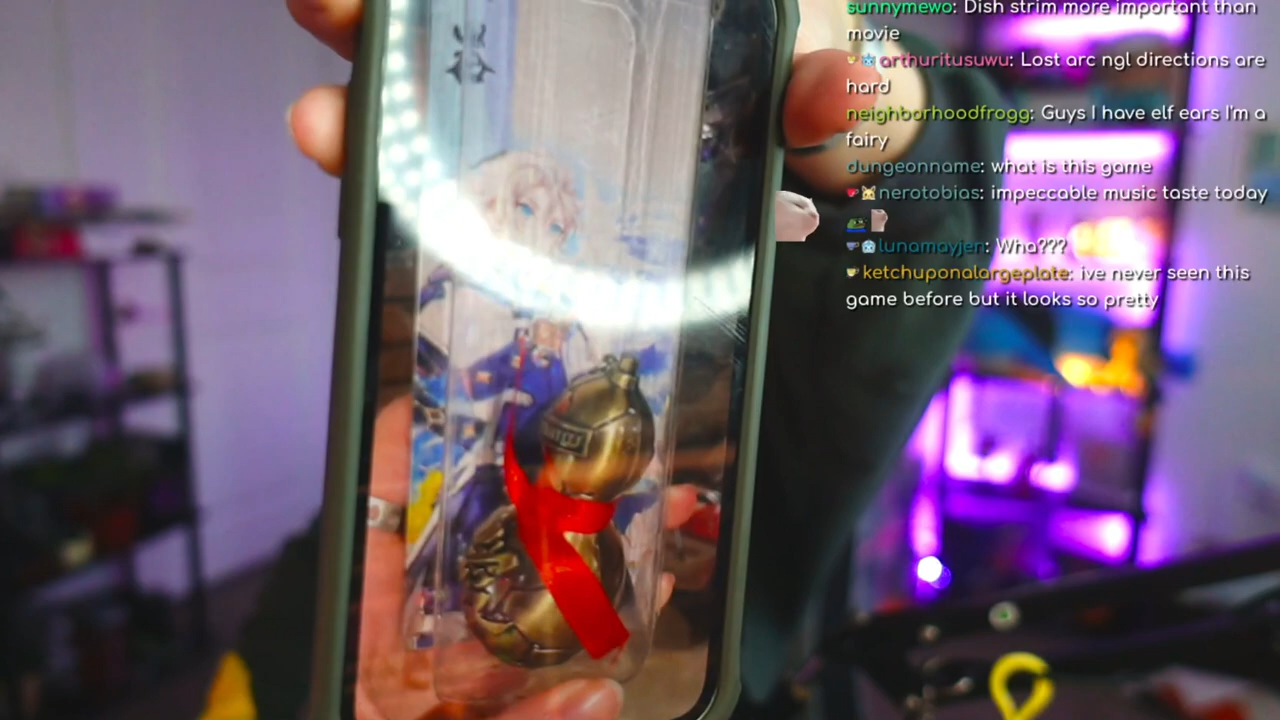 sunnymewo: Dish strim more important than
movie
arthuritusuwu: Lost arc ngl directions are
hard
neighborhoodfrogg: Guys I have elf ears I'm a
fairy
dungeonname: what is this game
nerotobias: impeccable music taste today
lunamayjen: Wha???
ketchuponalargeplate: ive never seen this
game before but it looks so pretty